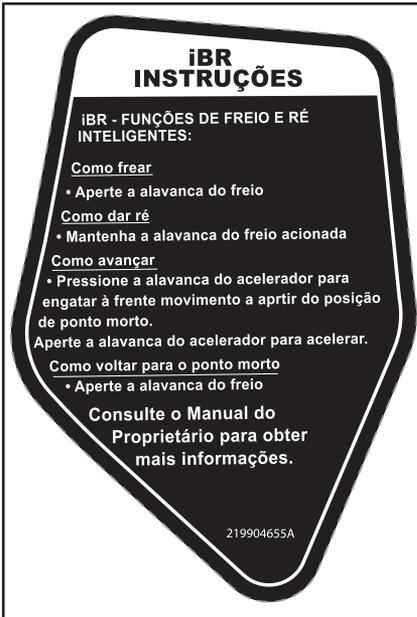 iBR
INSTRUÇÕES
iBR - FUNÇÕES DE FREIO E RÉ
INTELIGENTES:
Como frear
• Aperte a alavanca do freio
Como dar ré
• Mantenha a alavanca do freio acionada
Como avançar
• Pressione a alavanca do acelerador para
engatar à frente movimento a aprtir do posição
de ponto morto.
Aperte a alavanca do acelerador para acelerar.
Como voltar para o ponto morto
• Aperte a alavanca do freio
Consulte o Manual do
Proprietário para obter
mais informações.
219904655A